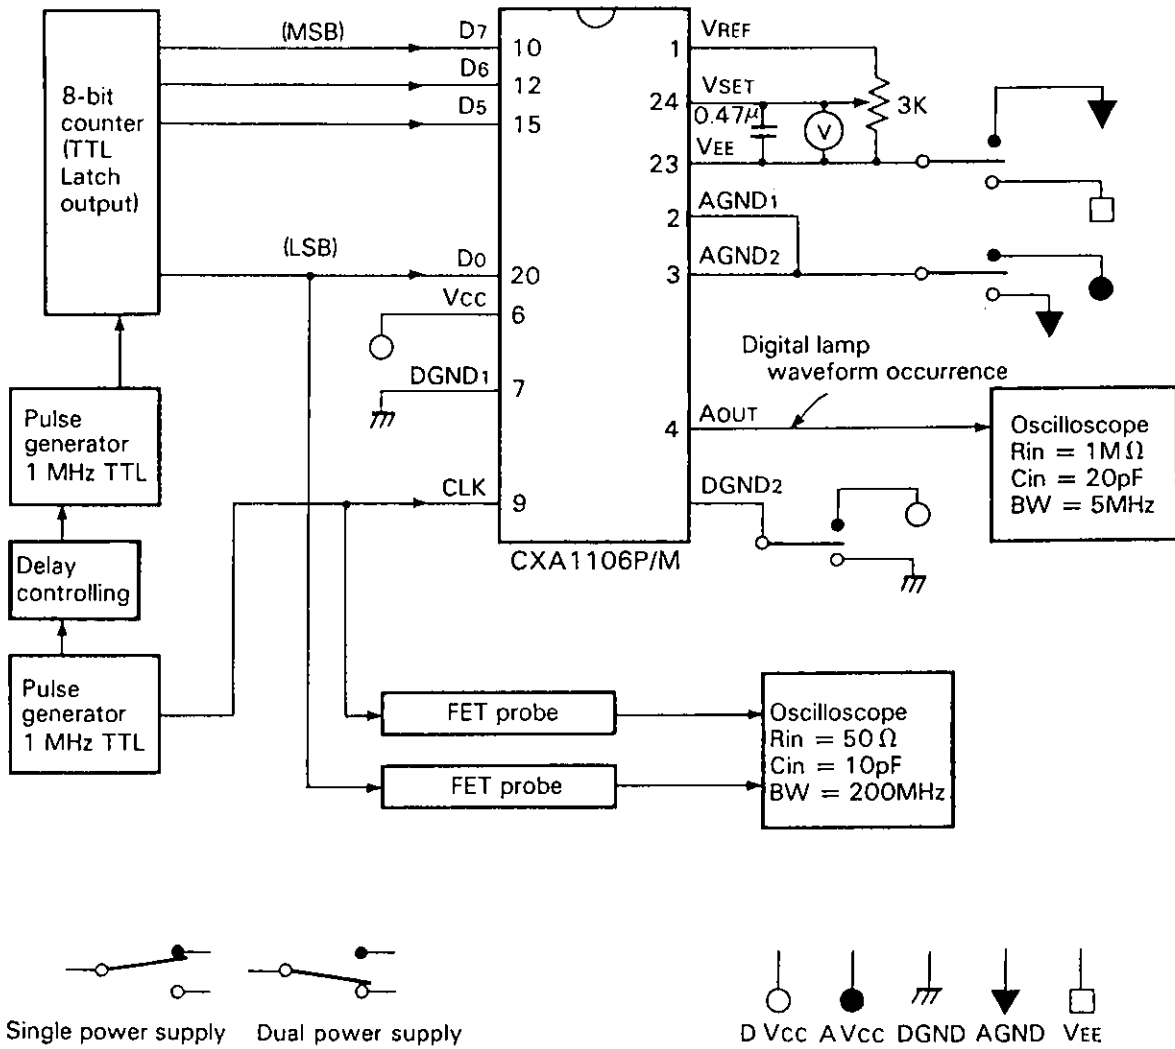 8-bit
counter
(TTL
Latch
output)
(MSB)
D7
10
D6
12
D5
15
(LSB)
D0
20
VCC
6
DGND1
7
CLK
9
1
VREF
24
VSET
0.47μ
V
3K
VEE
23
AGND1
2
AGND2
3
Digital lamp
waveform occurrence
4
AOUT
DGND2
CXA1106P/M
Oscilloscope
Rin = 1MΩ
Cin = 20pF
BW = 5MHz
Pulse
generator
1 MHz TTL
Delay
controlling
Pulse
generator
1 MHz TTL
FET probe
FET probe
Oscilloscope
Rin = 50Ω
Cin = 10pF
BW = 200MHz
Single power supply
Dual power supply
D VCC
A VCC
DGND
AGND
VEE